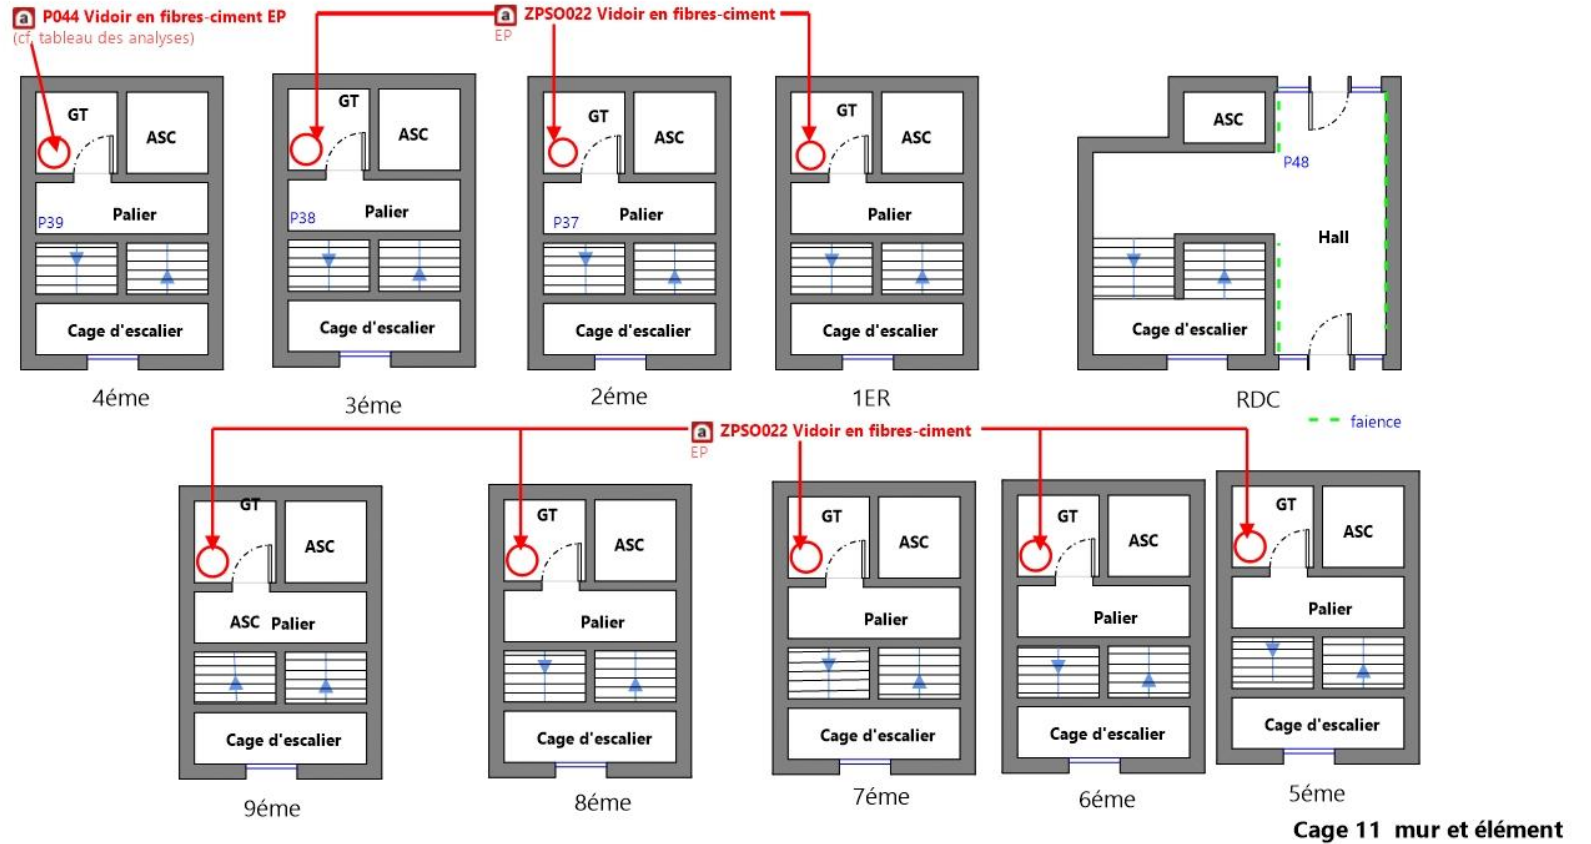 a P044 Vidoir en fibres-ciment EP
(cf. tableau des analyses)
a ZPSO022 Vidoir en fibres-ciment
EP
GT
ASC
P39
Palier
Cage d'escalier
4éme
GT
ASC
P38
Palier
Cage d'escalier
3éme
GT
ASC
P37
Palier
Cage d'escalier
2éme
GT
ASC
Palier
Cage d'escalier
1ER
ASC
P48
Hall
Cage d'escalier
RDC
faience
a ZPSO022 Vidoir en fibres-ciment
EP
GT
ASC
ASC Palier
Cage d'escalier
9éme
GT
ASC
Palier
Cage d'escalier
8éme
GT
ASC
Palier
Cage d'escalier
7éme
GT
ASC
Palier
Cage d'escalier
6éme
GT
ASC
Palier
Cage d'escalier
5éme
Cage 11 mur et élément